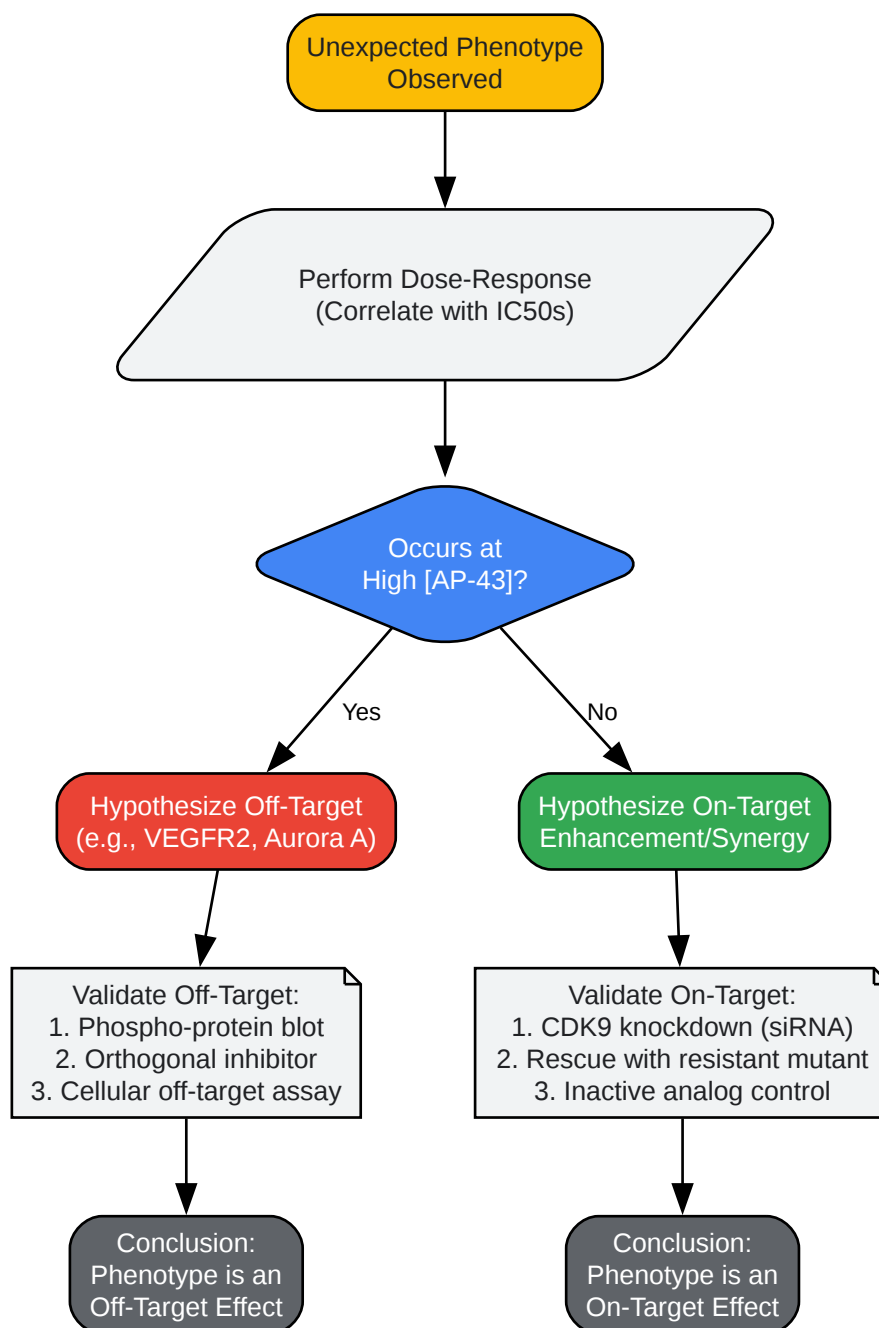 Unexpected Phenotype
Observed
Perform Dose-Response
(Correlate with IC50s)
Occurs at
High [AP-43]?
Yes
No
Hypothesize Off-Target
(e.g., VEGFR2, Aurora A)
Hypothesize On-Target
Enhancement/Synergy
Validate Off-Target:
1. Phospho-protein blot
2. Orthogonal inhibitor
3. Cellular off-target assay
Validate On-Target:
1. CDK9 knockdown (siRNA)
2. Rescue with resistant mutant
3. Inactive analog control
Conclusion:
Phenotype is an
Off-Target Effect
Conclusion:
Phenotype is an
On-Target Effect